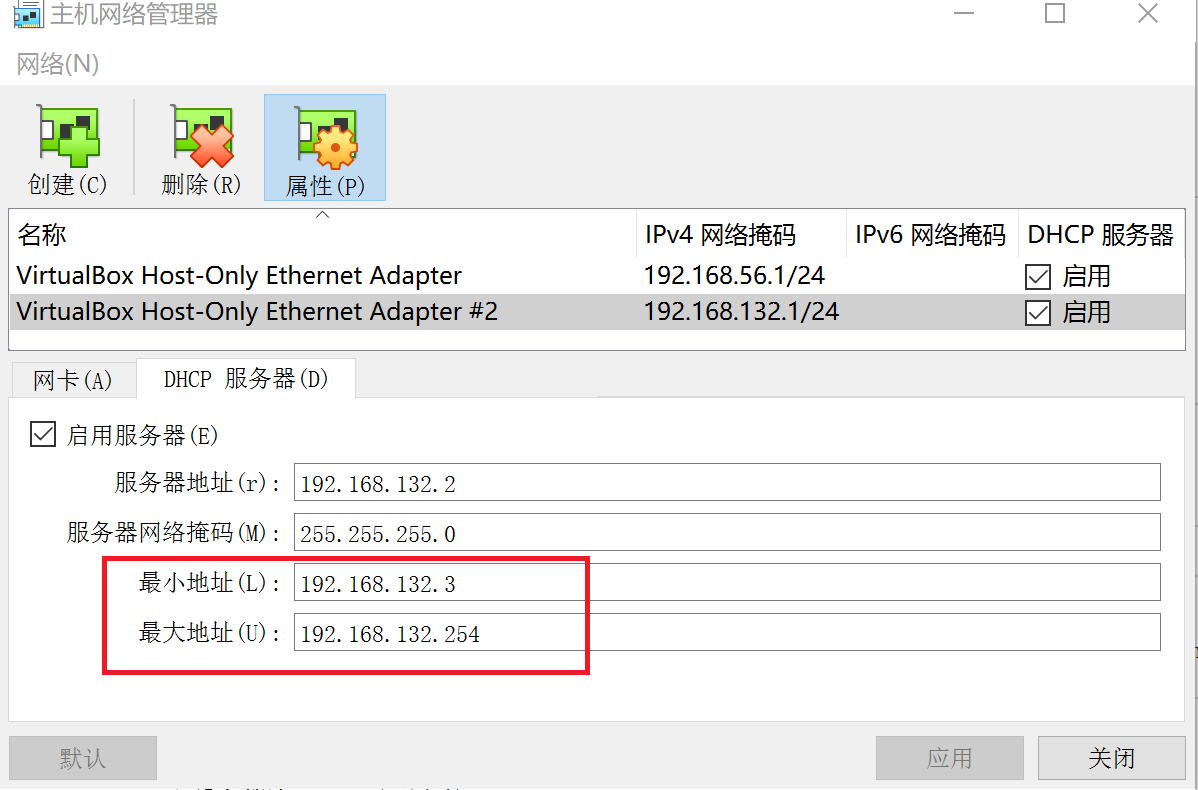 主机网络管理器
网络(N)
创建(C) 删除(R) 属性(P)
名称 IPv4 网络掩码 IPv6 网络掩码 DHCP 服务器
VirtualBox Host-Only Ethernet Adapter 192.168.56.1/24 启用
VirtualBox Host-Only Ethernet Adapter #2 192.168.132.1/24 启用
网卡(A) DHCP 服务器(D)
启用服务器(E)
服务器地址(r): 192.168.132.2
服务器网络掩码(M): 255.255.255.0
最小地址(L): 192.168.132.3
最大地址(U): 192.168.132.254
默认 应用 关闭